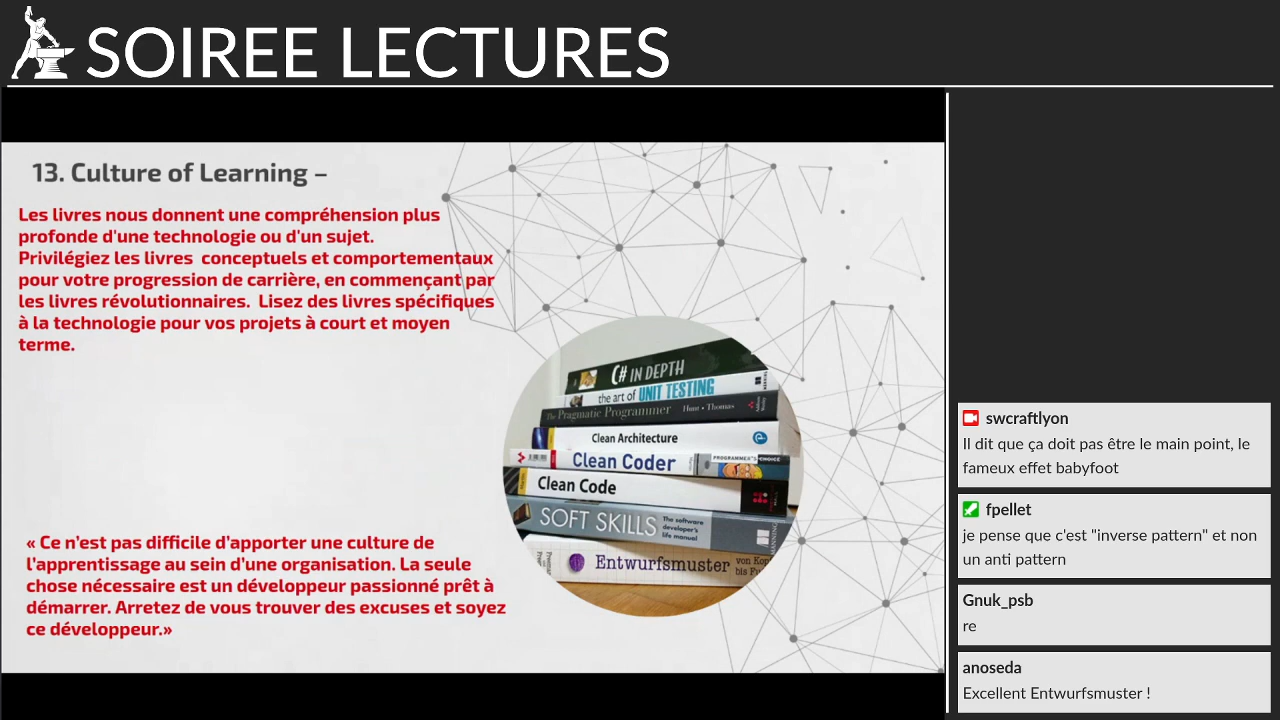 SOIREE LECTURES
13. Culture of Learning –
Les livres nous donnent une compréhension plus
profonde d'une technologie ou d'un sujet.
Privilégiez les livres  conceptuels et comportementaux
pour votre progression de carrière, en commençant par
les livres révolutionnaires.  Lisez des livres spécifiques
à la technologie pour vos projets à court et moyen
terme.
C# IN DEPTH
the art of UNIT TESTING
The Pragmatic Programmer Hunt • Thomas
Clean Architecture
Clean Coder
PROGRAMMER'S CHOICE
Clean Code
SOFT SKILLS The software
developer's
life manual
MANNING
Entwurfsmuster von Kop
bis Fu
« Ce n’est pas difficile d’apporter une culture de
l’apprentissage au sein d’une organisation. La seule
chose nécessaire est un développeur passionné prêt à
démarrer. Arretez de vous trouver des excuses et soyez
ce développeur.»
swcraftlyon
Il dit que ça doit pas être le main point, le
fameux effet babyfoot
fpellet
je pense que c'est "inverse pattern" et non
un anti pattern
Gnuk_psb
re
anoseda
Excellent Entwurfsmuster !